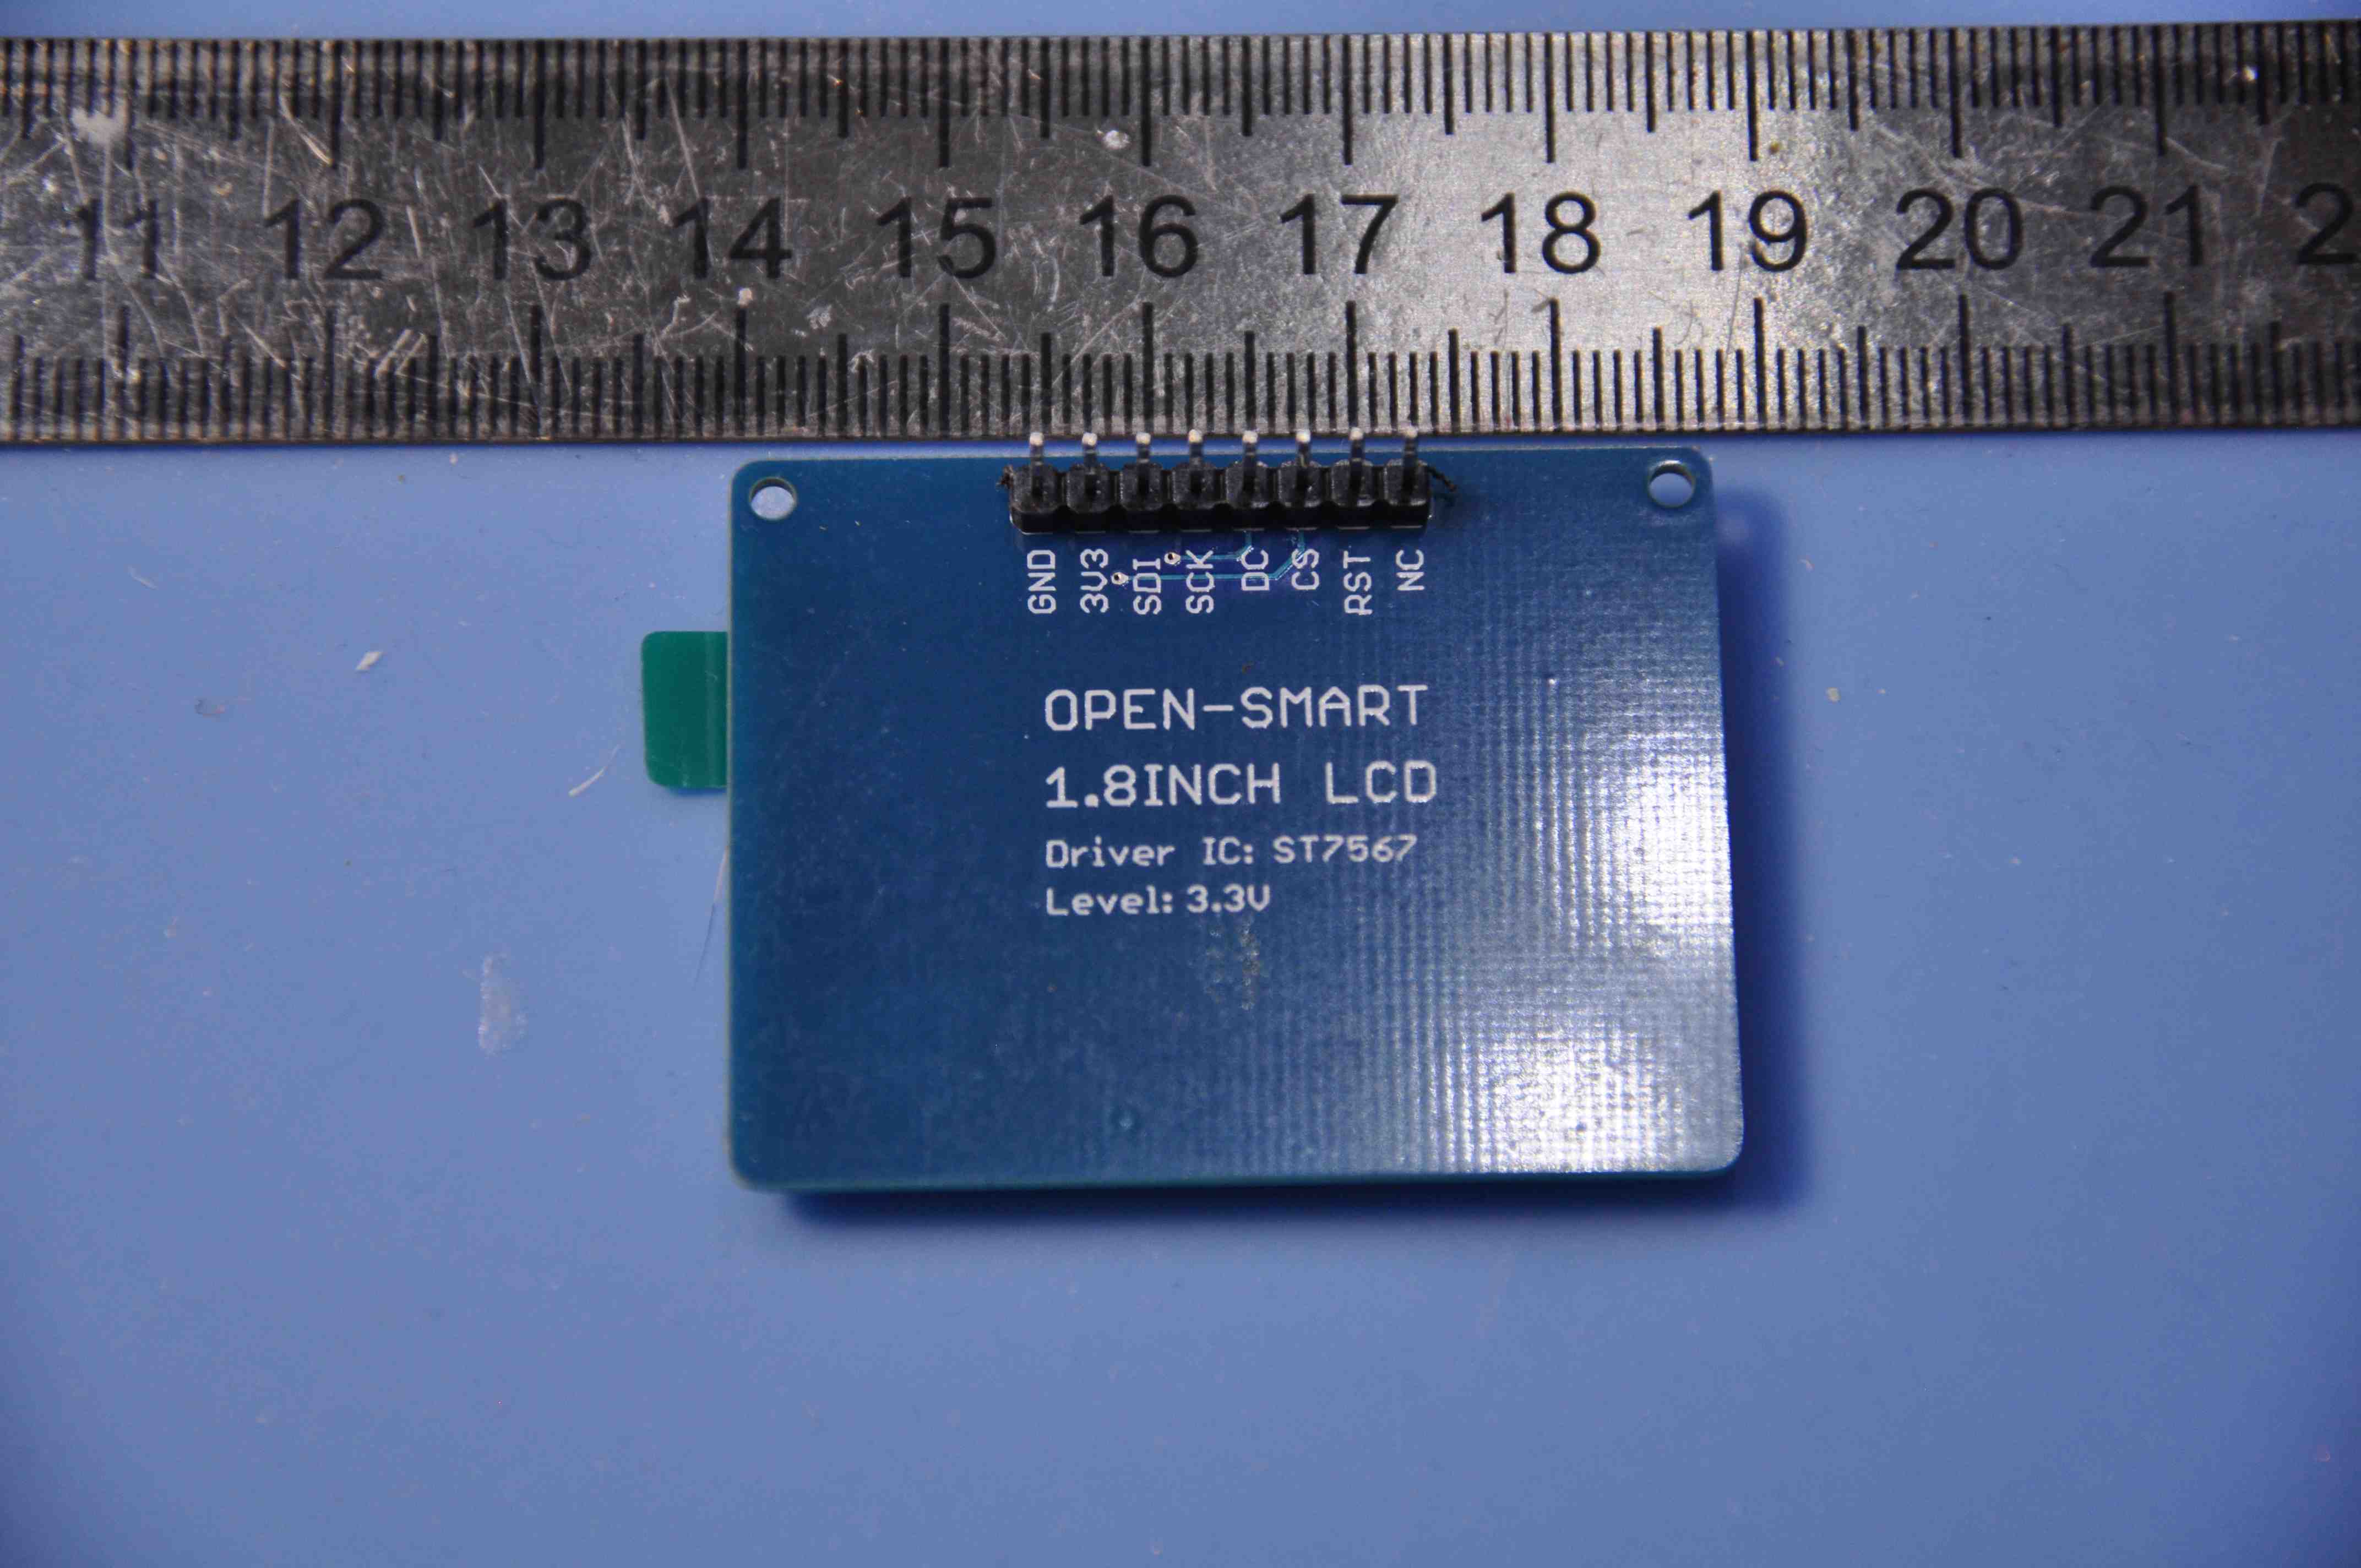 11 12 13 14 15 16 17 18 19 20 21 2
GND 3V3 SDI SCK DC CS RST NC
OPEN-SMART
1.8INCH LCD
Driver IC: ST7567
Level: 3.3V